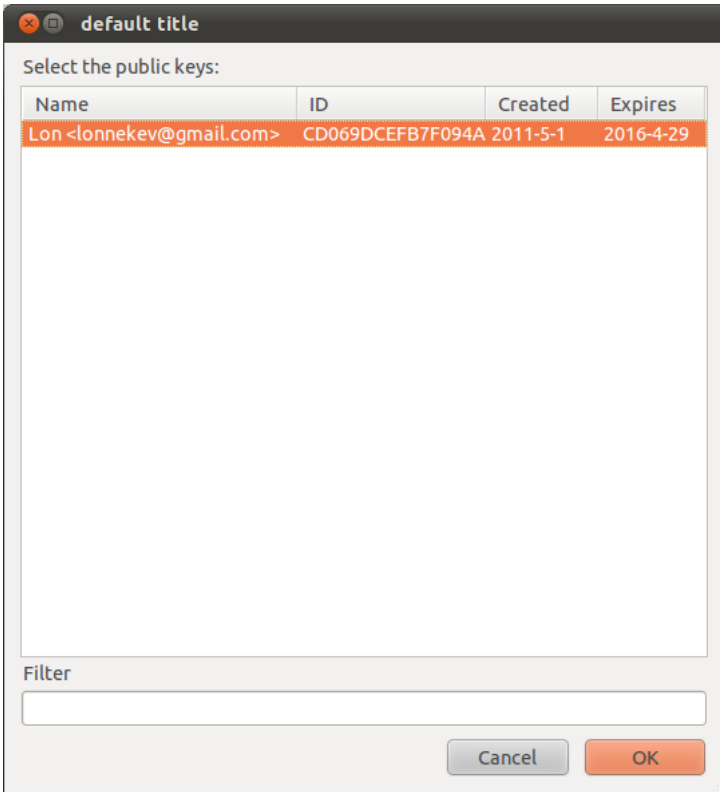 default title
Select the public keys:
Name ID Created Expires
Lon <lonnekev@gmail.com> CD069DCEFB7F094A 2011-5-1 2016-4-29
Filter
Cancel OK